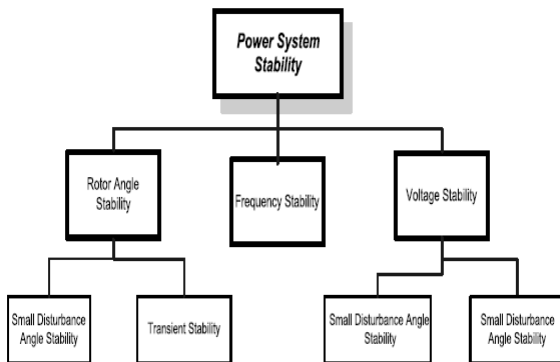 Power System
Stability
Rotor Angle
Stability
Frequency Stability
Voltage Stability
Small Disturbance
Angle Stability
Transient Stability
Small Disturbance Angle
Stability
Small Disturbance
Angle Stability